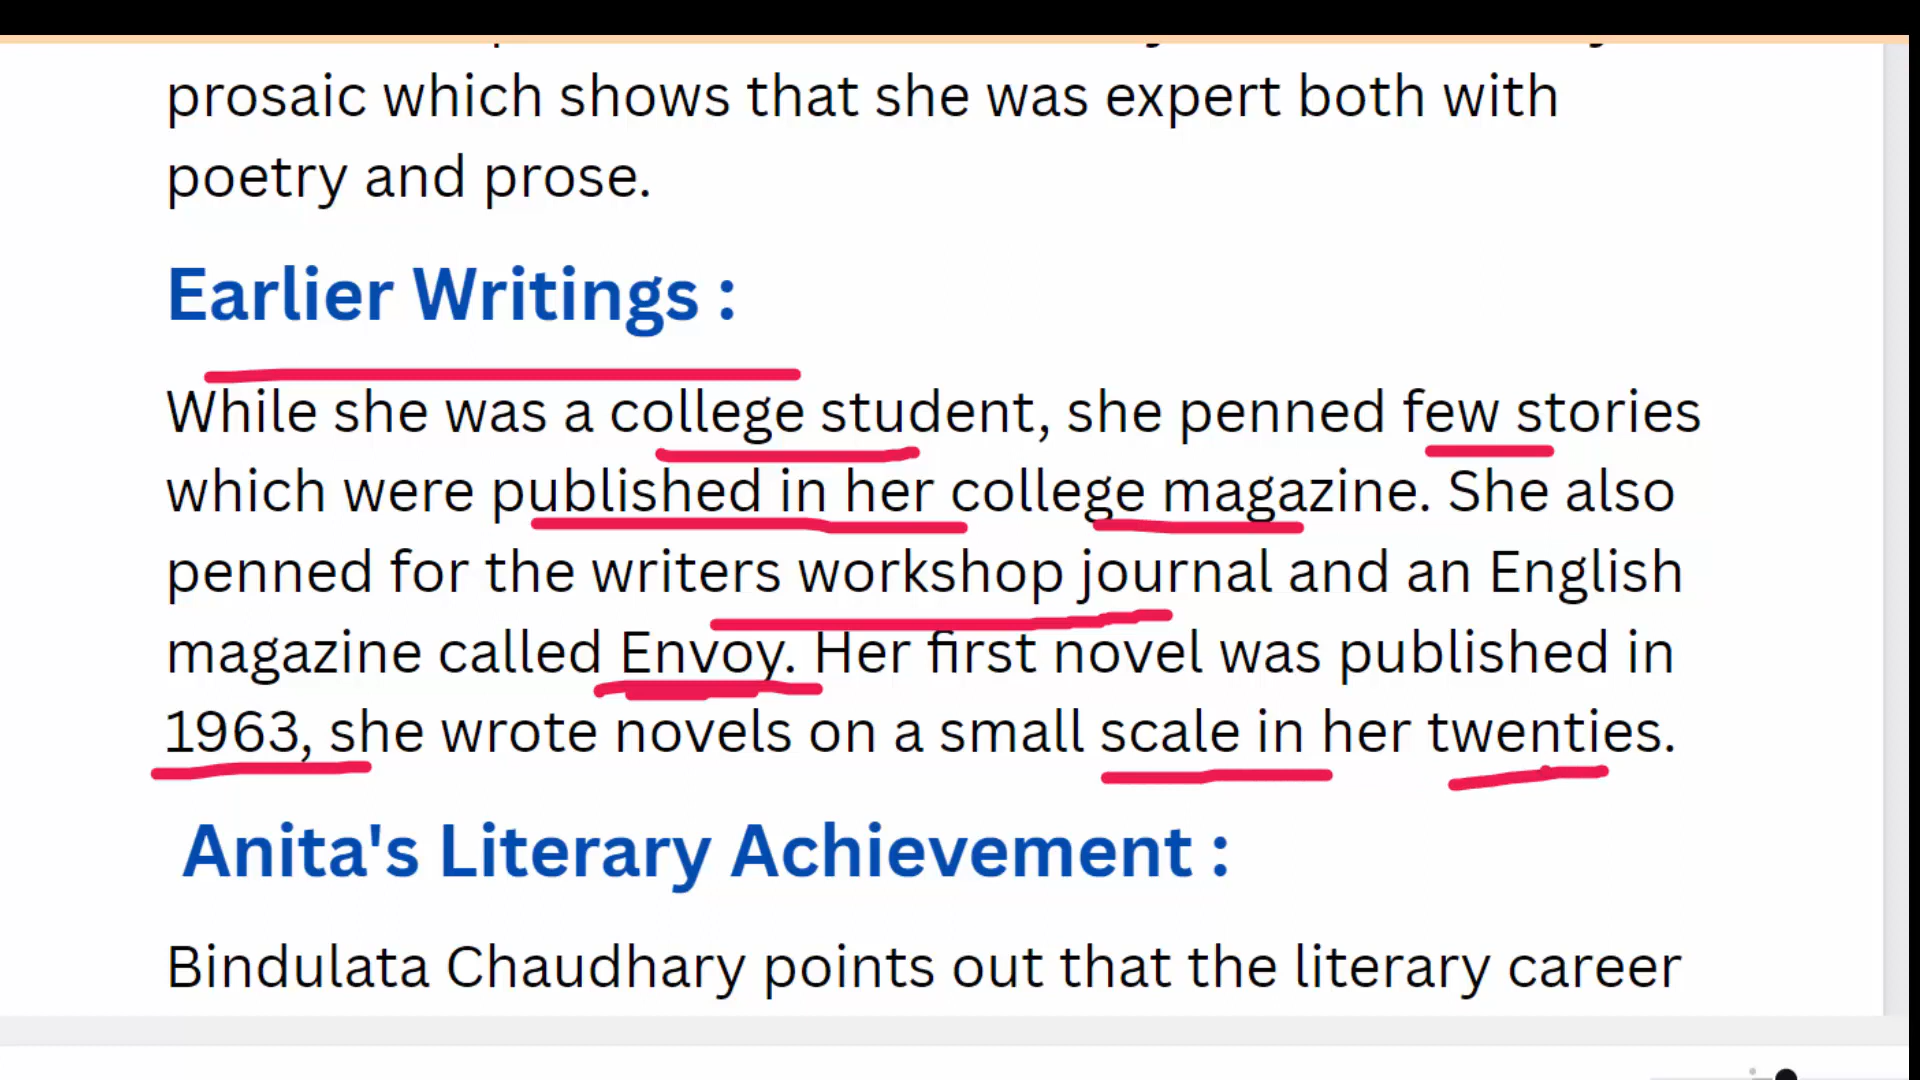 prosaic which shows that she was expert both with
poetry and prose.
Earlier Writings :
While she was a college student, she penned few stories
which were published in her college magazine. She also
penned for the writers workshop journal and an English
magazine called Envoy. Her first novel was published in
1963, she wrote novels on a small scale in her twenties.
Anita's Literary Achievement :
Bindulata Chaudhary points out that the literary career